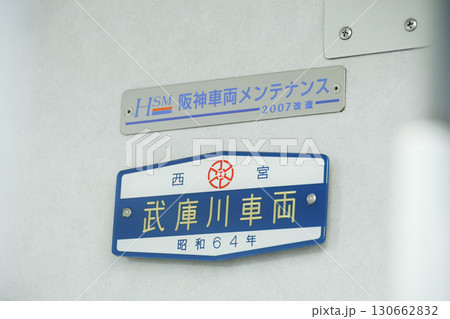 HSM 阪神車両メンテナンス
2007改造
西 宮
武庫川車両
昭和64年
PIXTA
pixta.jp - 130662832